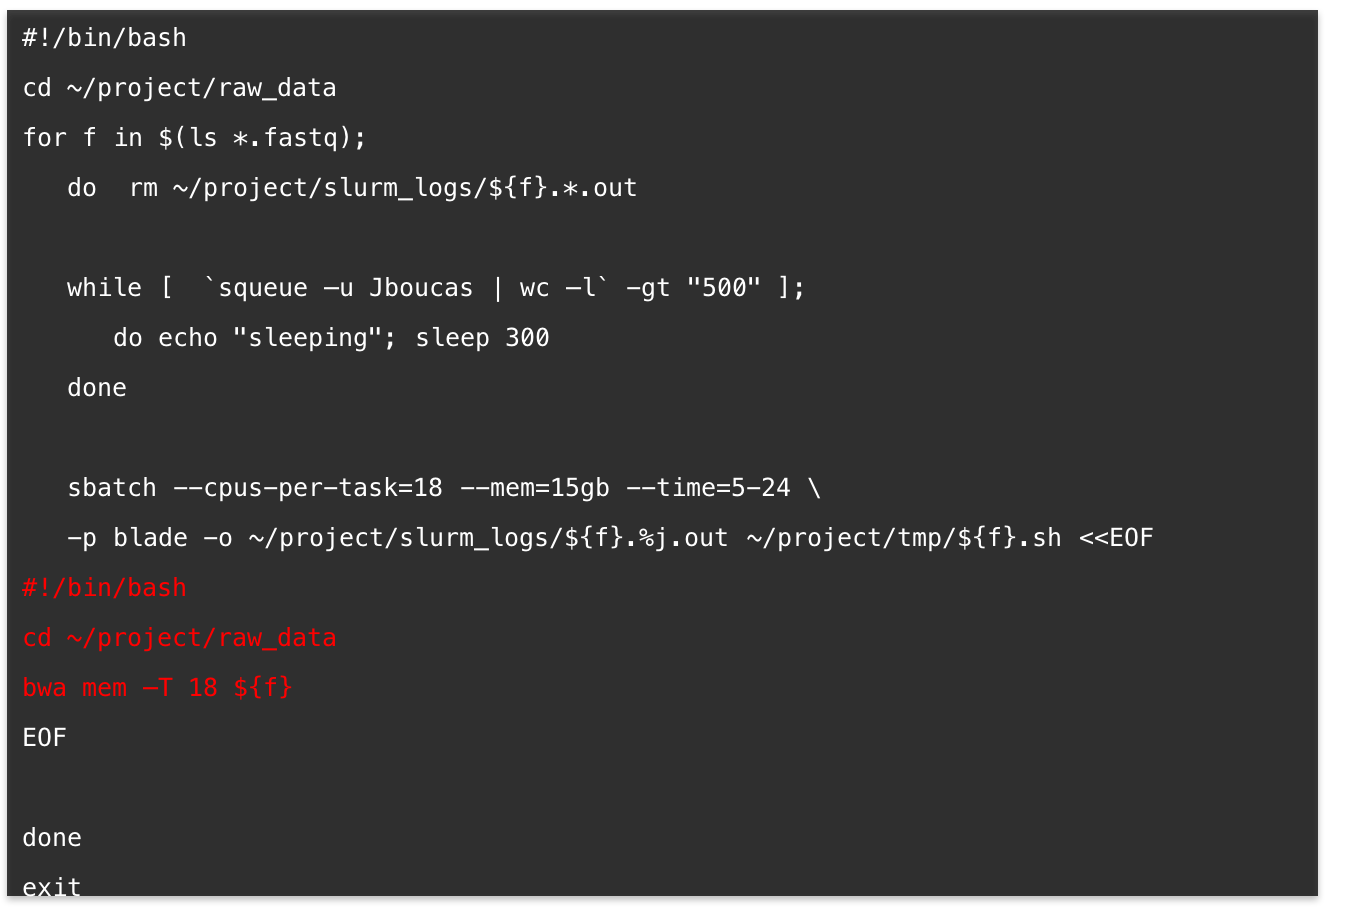 #!/bin/bash
cd ~/project/raw_data
for f in $(ls *.fastq);
do  rm ~/project/slurm_logs/${f}.*.out
while [  `squeue –u Jboucas | wc –l` -gt "500" ];
do echo "sleeping"; sleep 300
done
sbatch --cpus-per-task=18 --mem=15gb --time=5-24 \
-p blade -o ~/project/slurm_logs/${f}.%j.out ~/project/tmp/${f}.sh <<EOF
#!/bin/bash
cd ~/project/raw_data
bwa mem –T 18 ${f}
EOF
done
exit